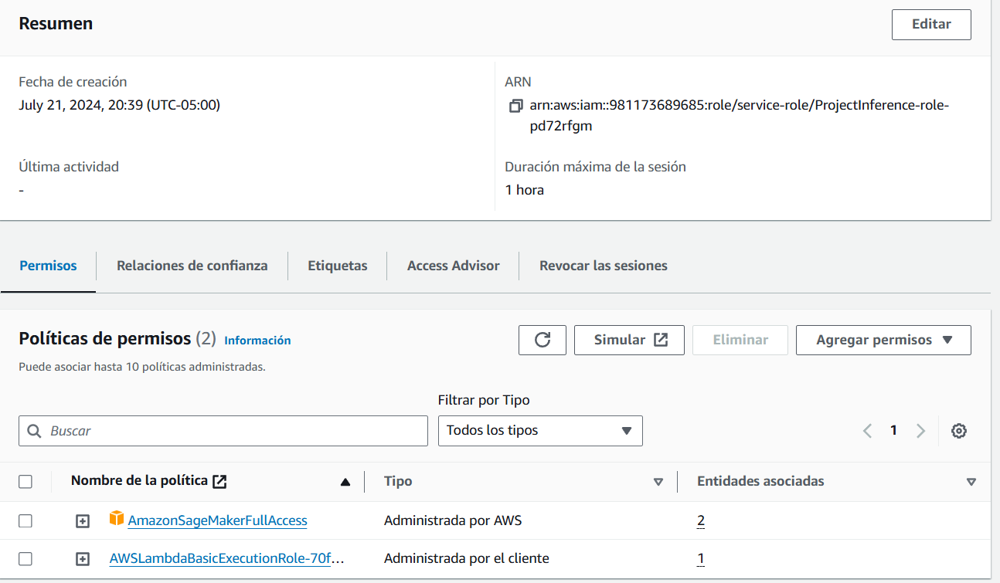 Resumen
Editar
Fecha de creación
July 21, 2024, 20:39 (UTC-05:00)
ARN
arn:aws:iam::981173689685:role/service-role/ProjectInference-role-
pd72rfgm
Última actividad
-
Duración máxima de la sesión
1 hora
Permisos
Relaciones de confianza
Etiquetas
Access Advisor
Revocar las sesiones
Políticas de permisos (2) Información
Puede asociar hasta 10 políticas administradas.
Simular
Eliminar
Agregar permisos
Filtrar por Tipo
Buscar
Todos los tipos
1
Nombre de la política
Tipo
Entidades asociadas
AmazonSageMakerFullAccess
Administrada por AWS
2
AWSLambdaBasicExecutionRole-70f...
Administrada por el cliente
1